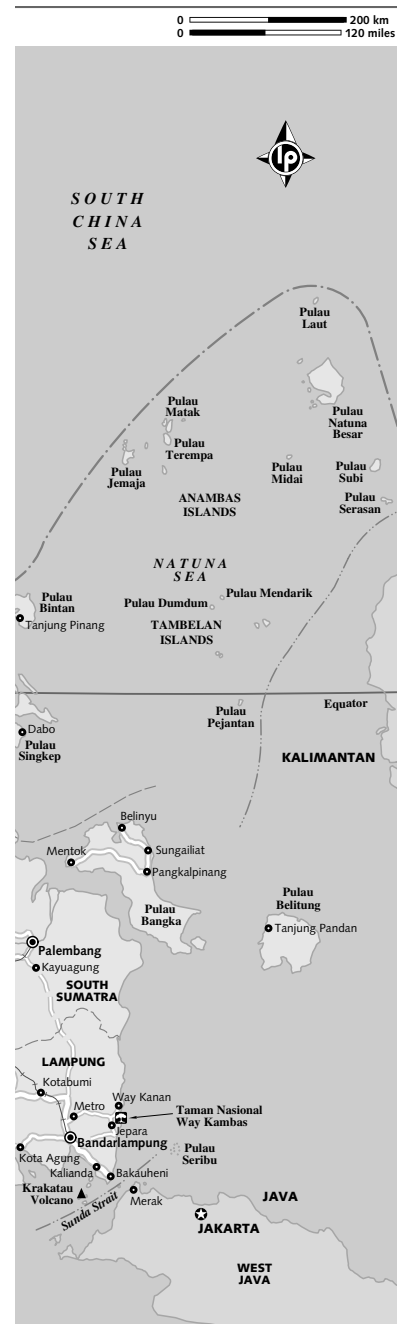 0 200 km
0 120 miles
lp
SOUTH
CHINA
SEA
Pulau
Laut
Pulau
Natuna
Besar
Pulau
Matak
Pulau
Terempa
Pulau
Jemaja
Pulau
Midai
Pulau
Subi
Pulau
Serasan
ANAMBAS
ISLANDS
NATUNA
SEA
Pulau
Bintan
Tanjung Pinang
Pulau Mendarik
Pulau Dumdum
TAMBELAN
ISLANDS
Pulau
Pejantan
Equator
Dabo
Pulau
Singkep
KALIMANTAN
Belinyu
Mentok
Sungailiat
Pangkalpinang
Pulau
Bangka
Pulau
Belitung
Tanjung Pandan
Palembang
Kayuagung
SOUTH
SUMATRA
LAMPUNG
Kotabumi
Metro
Way Kanan
Taman Nasional
Way Kambas
Jepara
Bandarlampung
Pulau
Seribu
Kota Agung
Kalianda
Bakauheni
Krakatau
Volcano
Sunda Strait
Merak
JAVA
JAKARTA
WEST
JAVA